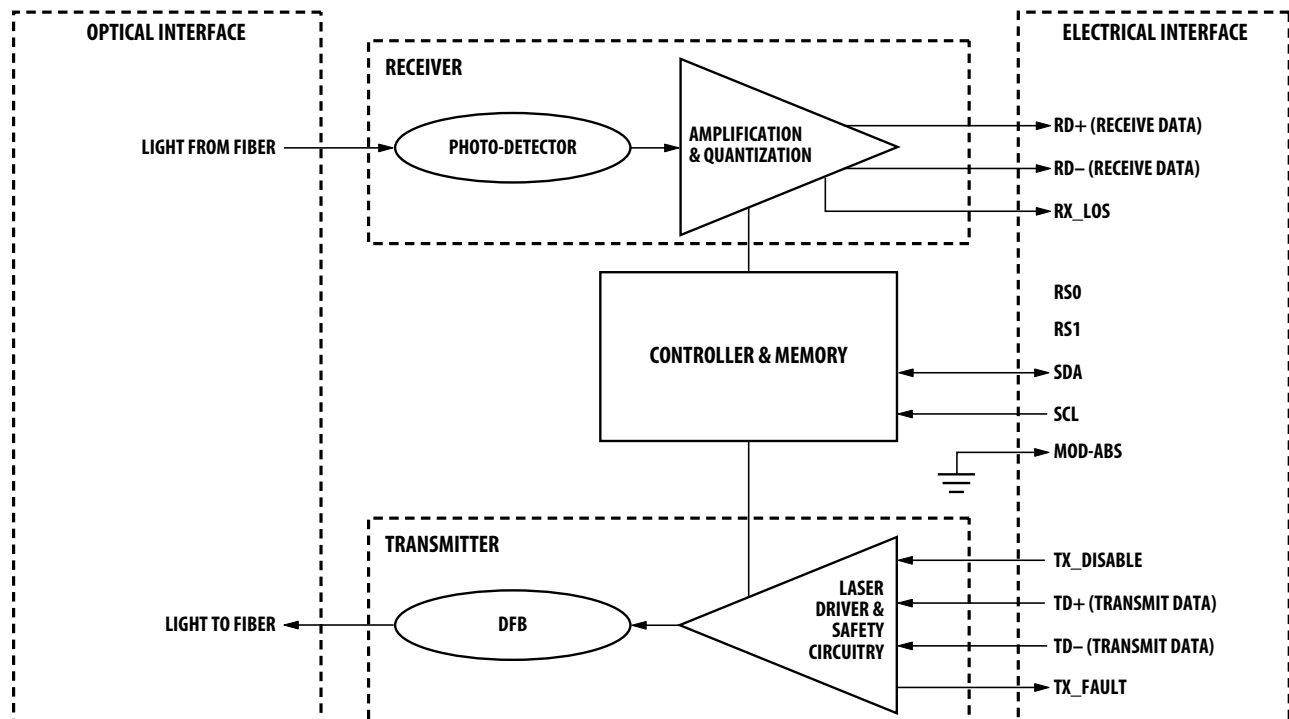 OPTICAL INTERFACE
ELECTRICAL INTERFACE
RECEIVER
LIGHT FROM FIBER
PHOTO-DETECTOR
AMPLIFICATION
& QUANTIZATION
RD+ (RECEIVE DATA)
RD– (RECEIVE DATA)
RX_LOS
RS0
RS1
CONTROLLER & MEMORY
SDA
SCL
MOD-ABS
TRANSMITTER
LIGHT TO FIBER
DFB
LASER
DRIVER &
SAFETY
CIRCUITRY
TX_DISABLE
TD+ (TRANSMIT DATA)
TD– (TRANSMIT DATA)
TX_FAULT